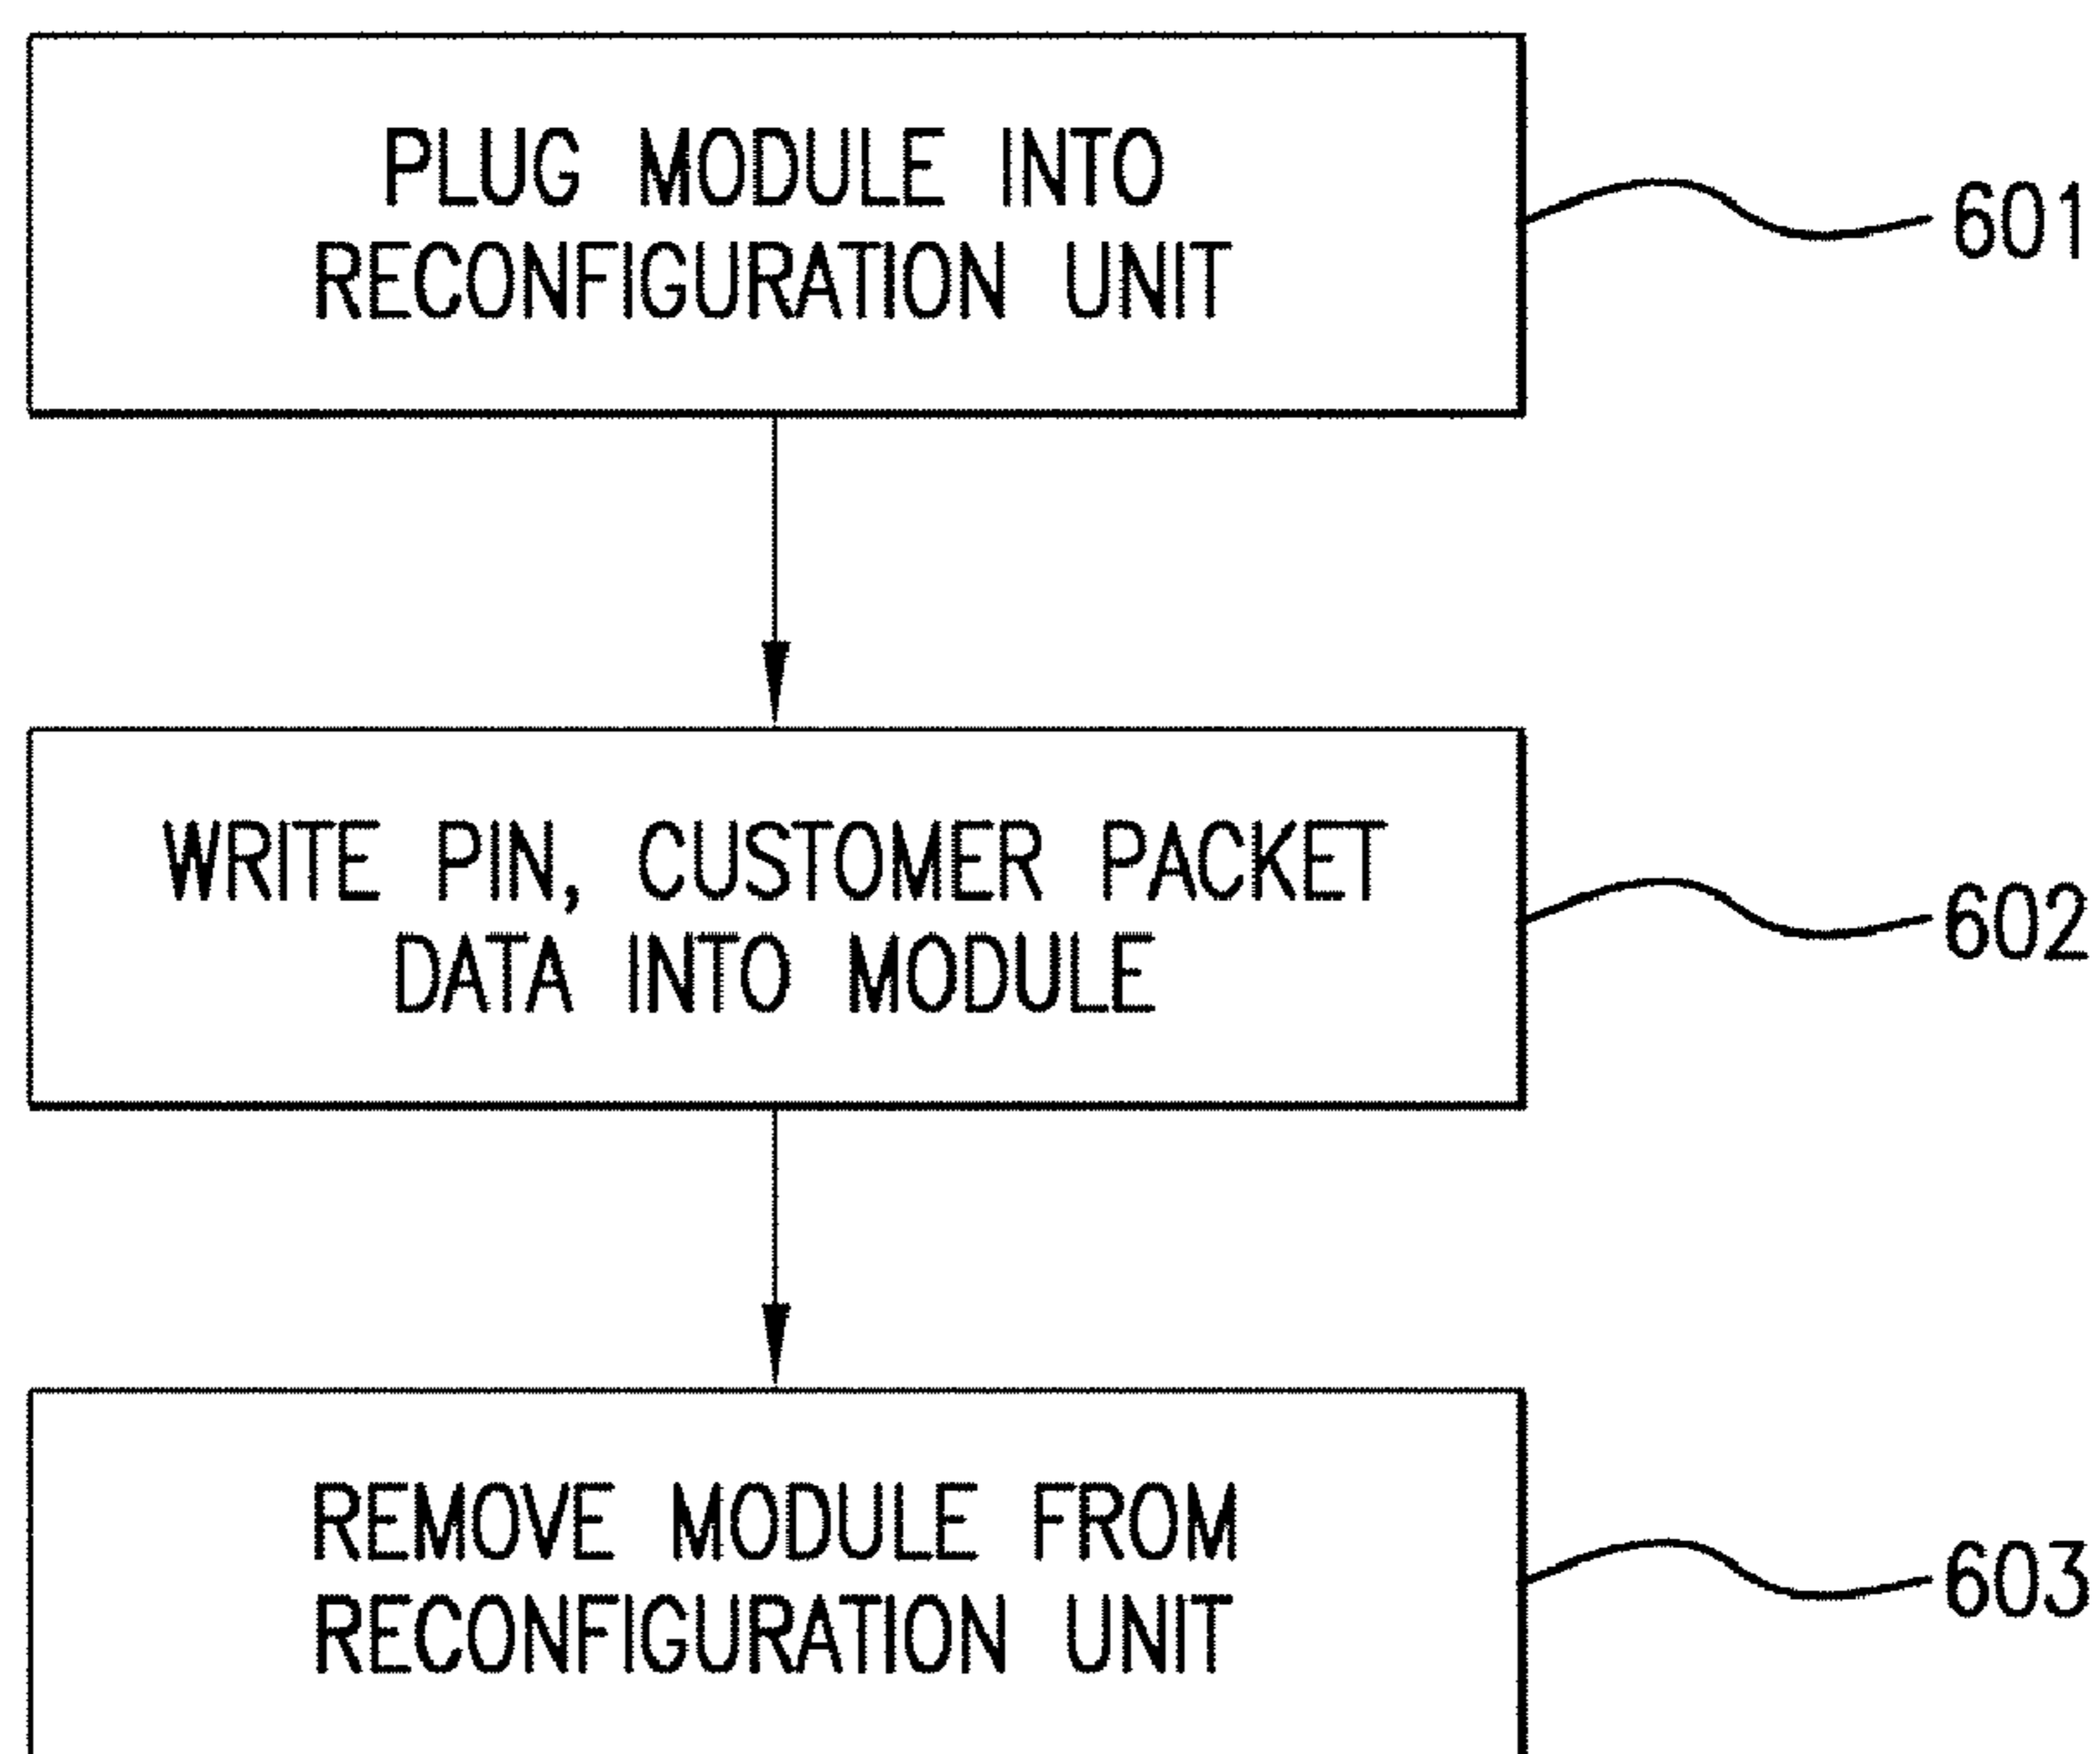 PLUG MODULE INTO
RECONFIGURATION UNIT
601
WRITE PIN, CUSTOMER PACKET
DATA INTO MODULE
602
REMOVE MODULE FROM
RECONFIGURATION UNIT
603